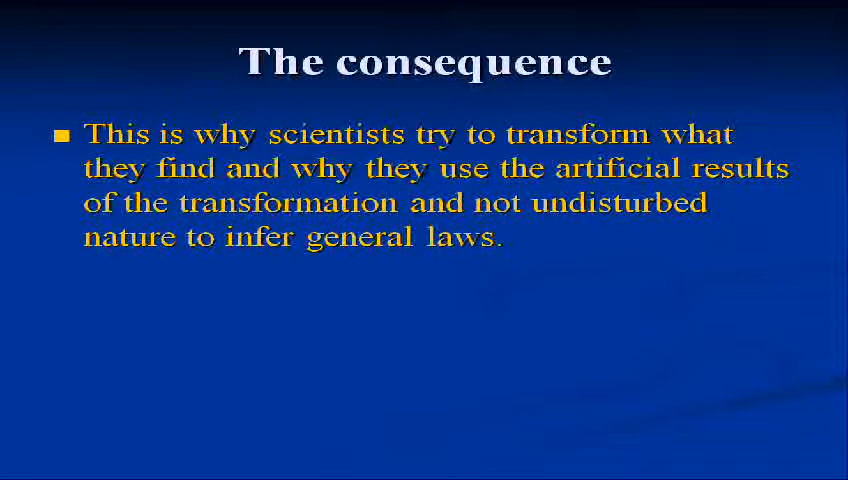 The consequence
This is why scientists try to transform what
they find and why they use the artificial results
of the transformation and not undisturbed
nature to infer general laws.